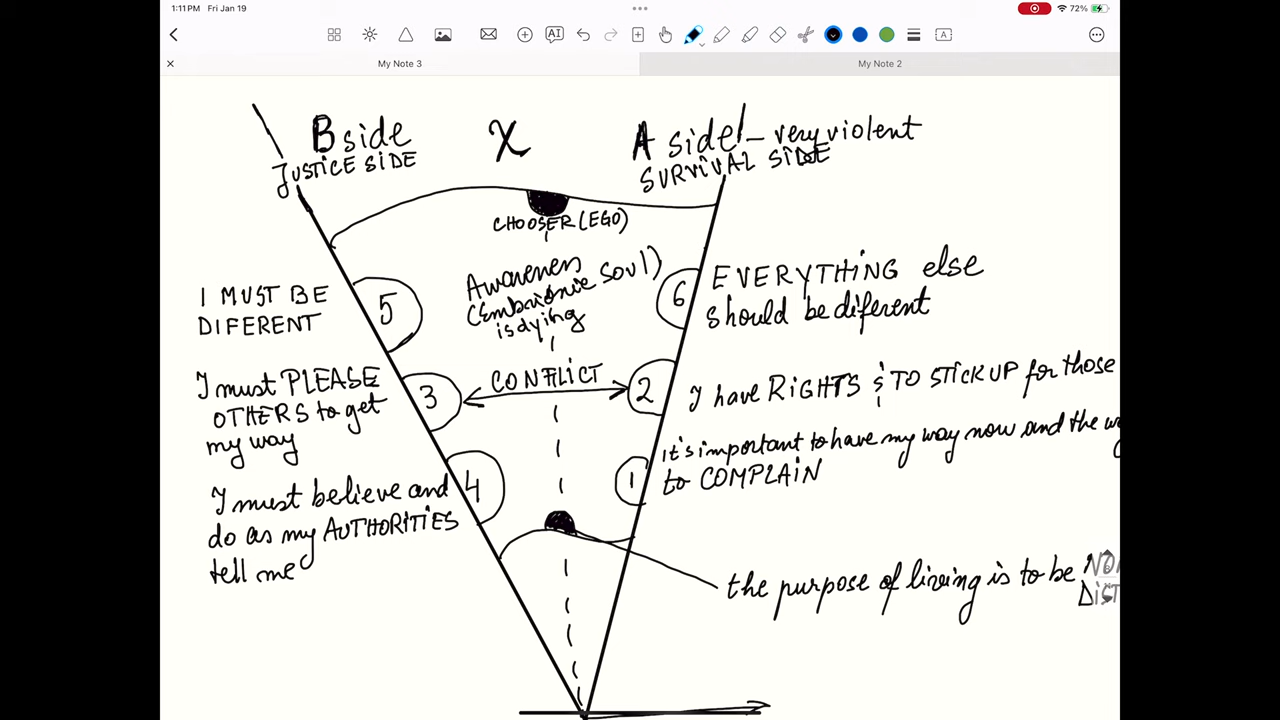 1:11PM Fri Jan 19
72%
My Note 3
My Note 2
B side
JUSTICE SIDE
X
A side - very violent
SURVIVAL SIDE
CHOOSER (EGO)
Awareness
(Embrionic soul)
is dying
I MUST BE
DIFERENT
5
6
EVERYTHING else
should be diferent
I must PLEASE
OTHERS to get
my way
3
CONFLICT
2
I have RIGHTS & TO STICK UP for those
I must believe and
do as my AUTHORITIES
tell me
4
1
it's important to have my way now and the
to COMPLAIN
the purpose of living is to be